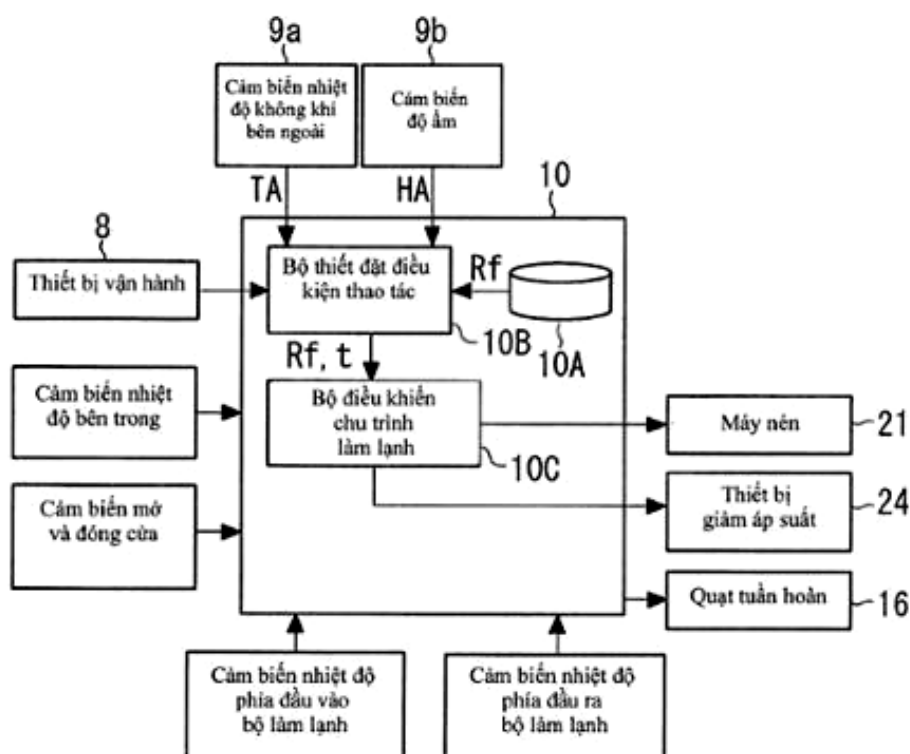 9a
9b
Cảm biến nhiệt
độ không khí
bên ngoài
Cảm biến
độ ẩm
TA
HA
10
8
Thiết bị vận hành
Bộ thiết đặt điều
kiện thao tác
Rf
10B
10A
Rf, t
Cảm biến nhiệt
độ bên trong
Bộ điều khiển
chu trình
làm lạnh
10C
Máy nén
21
Cảm biến mở
và đóng cửa
Thiết bị
giảm áp suất
24
Quạt tuần hoàn
16
Cảm biến nhiệt độ
phía đầu vào
bộ làm lạnh
Cảm biến nhiệt độ
phía đầu ra
bộ làm lạnh